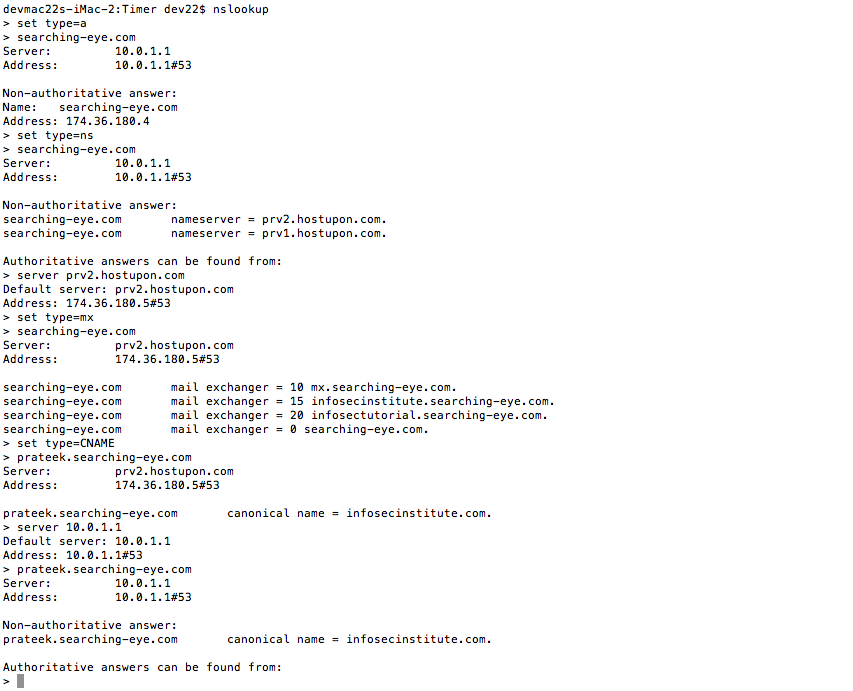 devmac22s-iMac-2:Timer dev22$ nslookup
> set type=a
> searching-eye.com
Server:         10.0.1.1
Address:        10.0.1.1#53

Non-authoritative answer:
Name:   searching-eye.com
Address: 174.36.180.4
> set type=ns
> searching-eye.com
Server:         10.0.1.1
Address:        10.0.1.1#53

Non-authoritative answer:
searching-eye.com       nameserver = prv2.hostupon.com.
searching-eye.com       nameserver = prv1.hostupon.com.

Authoritative answers can be found from:
> server prv2.hostupon.com
Default server: prv2.hostupon.com
Address: 174.36.180.5#53
> set type=mx
> searching-eye.com
Server:         prv2.hostupon.com
Address:        174.36.180.5#53

searching-eye.com       mail exchanger = 10 mx.searching-eye.com.
searching-eye.com       mail exchanger = 15 infosecinstitute.searching-eye.com.
searching-eye.com       mail exchanger = 20 infosectutorial.searching-eye.com.
searching-eye.com       mail exchanger = 0 searching-eye.com.
> set type=CNAME
> prateek.searching-eye.com
Server:         prv2.hostupon.com
Address:        174.36.180.5#53

prateek.searching-eye.com       canonical name = infosecinstitute.com.
> server 10.0.1.1
Default server: 10.0.1.1
Address: 10.0.1.1#53
> prateek.searching-eye.com
Server:         10.0.1.1
Address:        10.0.1.1#53

Non-authoritative answer:
prateek.searching-eye.com       canonical name = infosecinstitute.com.

Authoritative answers can be found from:
>